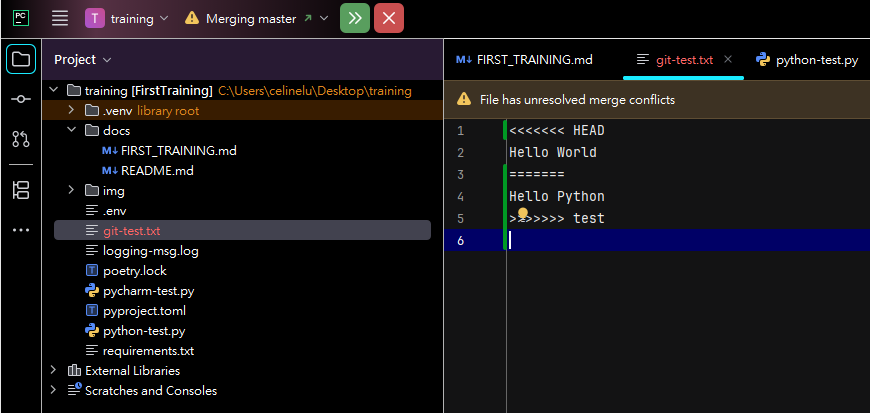 PC
T training Merging master
Project
FIRST_TRAINING.md git-test.txt python-test.py
training [FirstTraining] C:\Users\celinelu\Desktop\training
File has unresolved merge conflicts
.venv library root
docs
FIRST_TRAINING.md
README.md
img
.env
git-test.txt
logging-msg.log
poetry.lock
pycharm-test.py
pyproject.toml
python-test.py
requirements.txt
External Libraries
Scratches and Consoles
1 <<<<<<< HEAD
2 Hello World
3 =======
4 Hello Python
5 >>>>>>> test
6